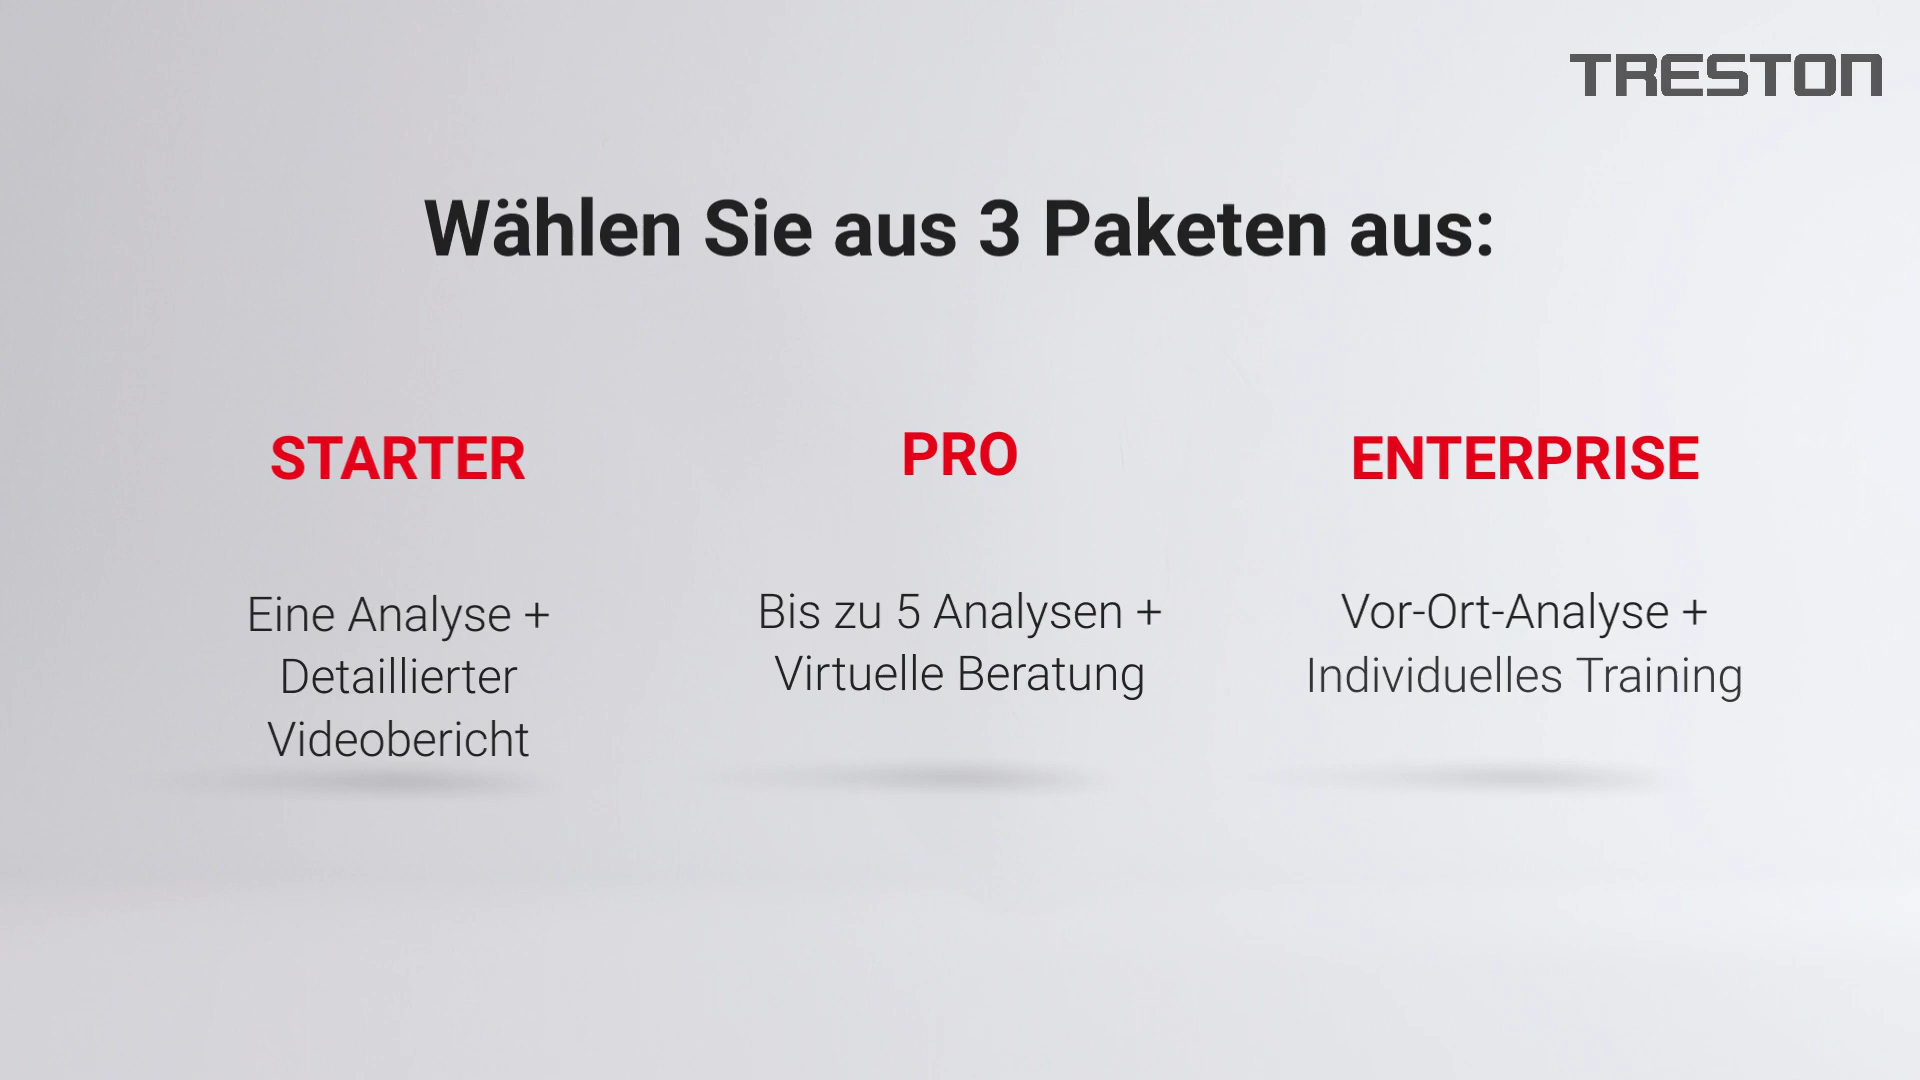 TRESTON
Wählen Sie aus 3 Paketen aus:
STARTER
Eine Analyse +
Detaillierter
Videobericht
PRO
Bis zu 5 Analysen +
Virtuelle Beratung
ENTERPRISE
Vor-Ort-Analyse +
Individuelles Training